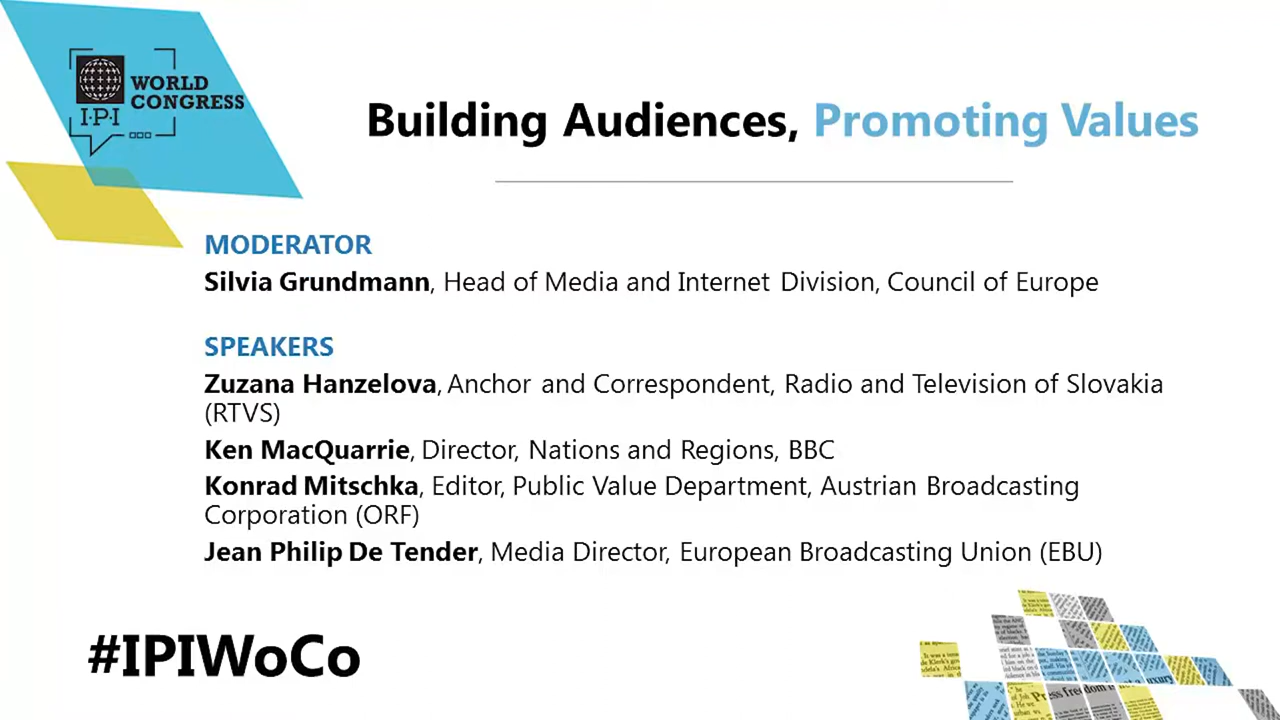 WORLD
CONGRESS
I·P·I
Building Audiences, Promoting Values
MODERATOR
Silvia Grundmann, Head of Media and Internet Division, Council of Europe
SPEAKERS
Zuzana Hanzelova, Anchor and Correspondent, Radio and Television of Slovakia
(RTVS)
Ken MacQuarrie, Director, Nations and Regions, BBC
Konrad Mitschka, Editor, Public Value Department, Austrian Broadcasting
Corporation (ORF)
Jean Philip De Tender, Media Director, European Broadcasting Union (EBU)
#IPIWoCo
Press freedom